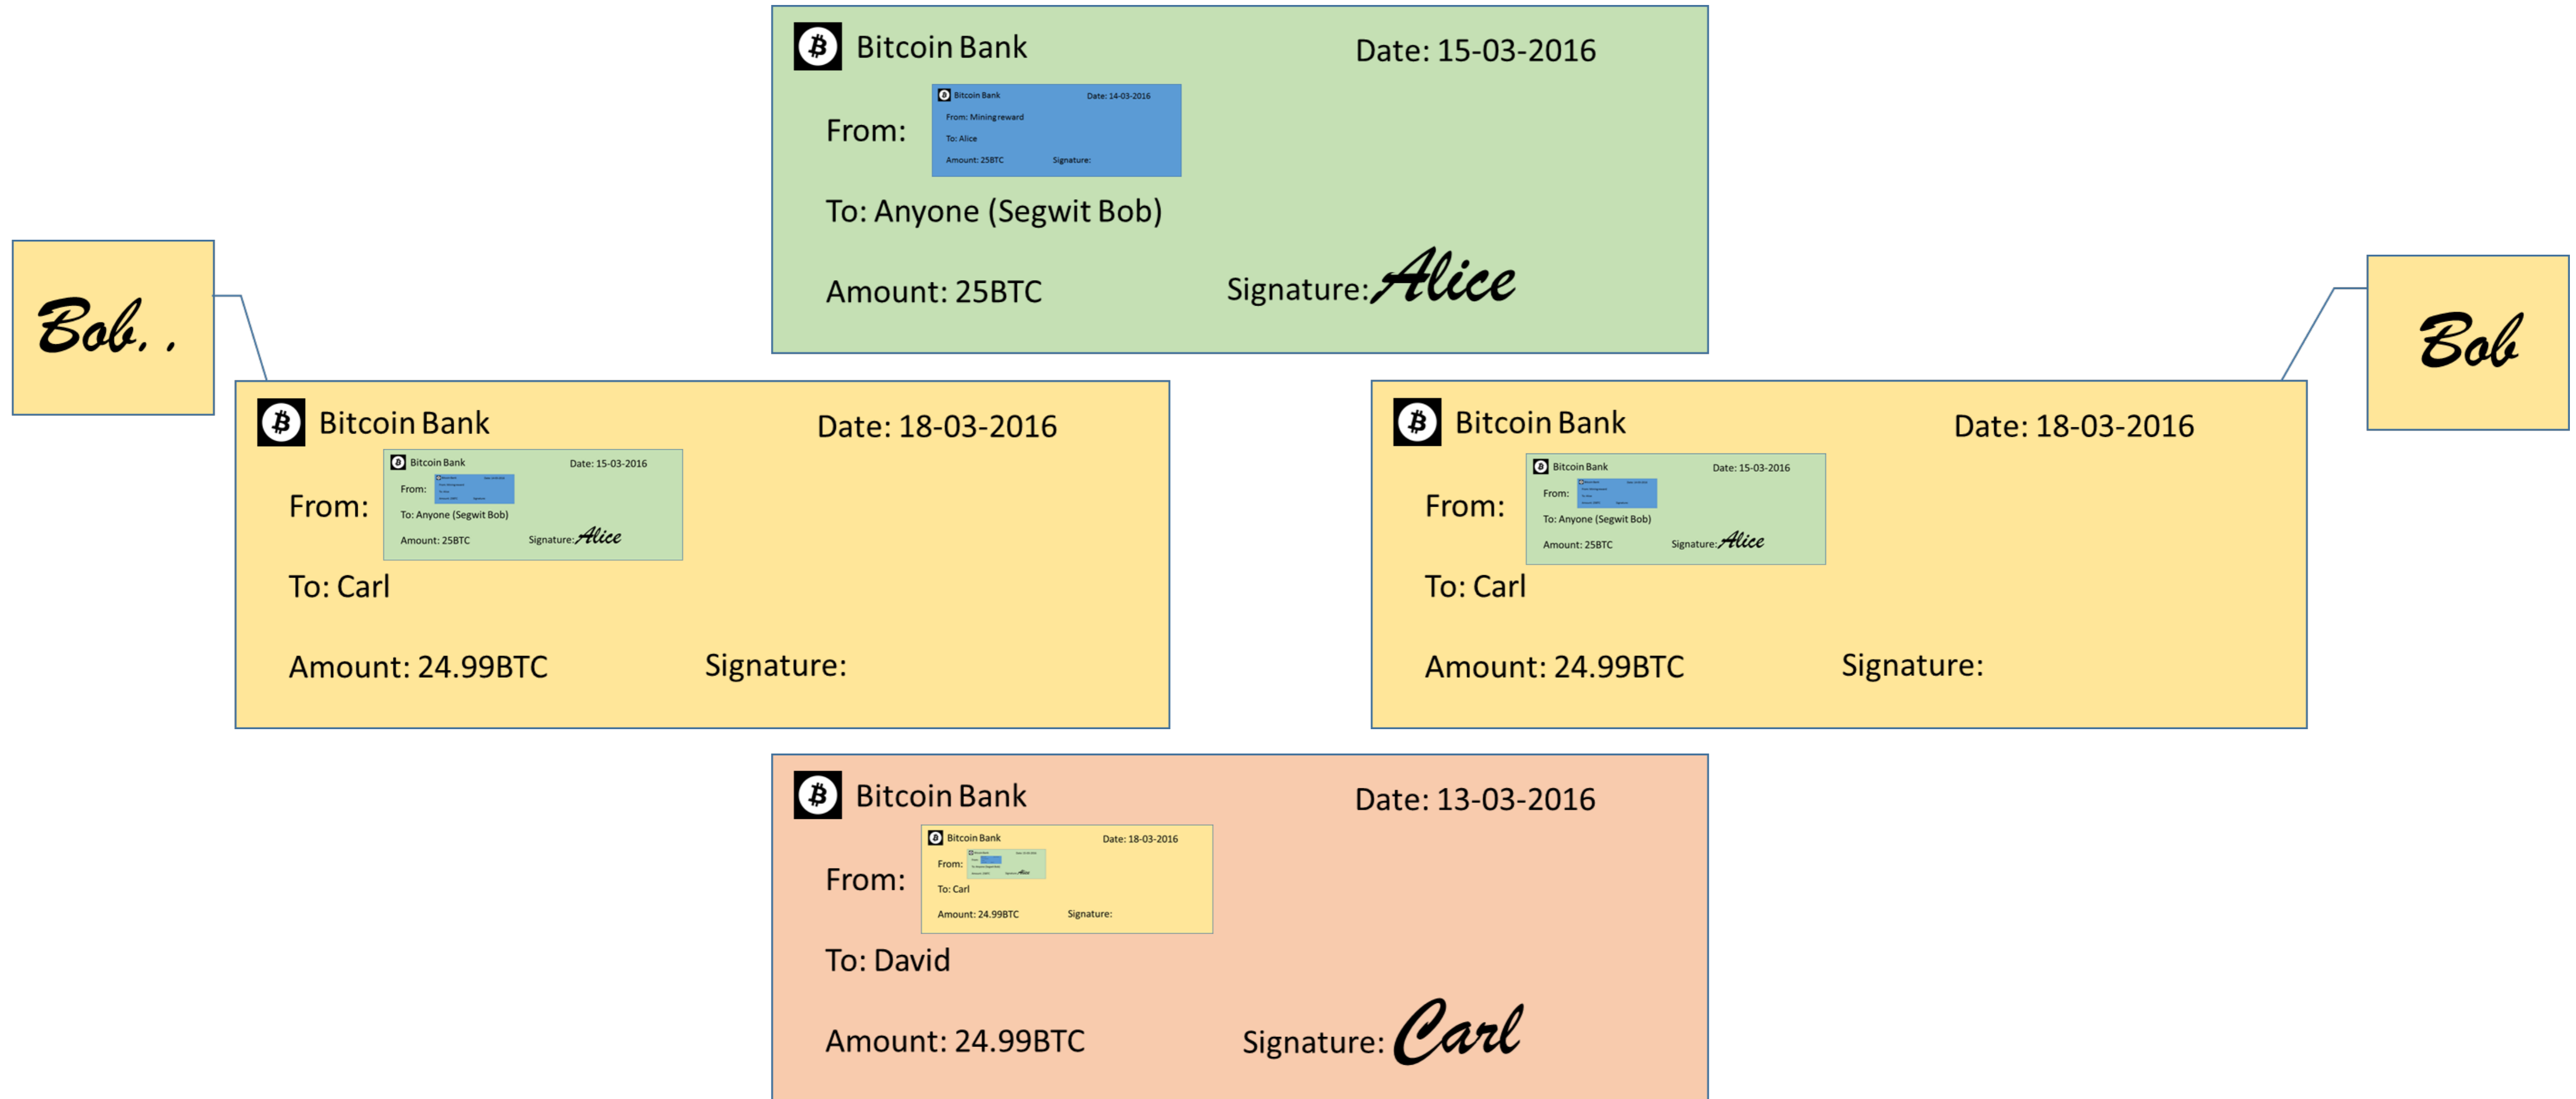 Bitcoin Bank Date: 15-03-2016
From:
Bitcoin Bank Date: 14-03-2016
From: Mining reward
To: Alice
Amount: 25BTC Signature:
To: Anyone (Segwit Bob)
Amount: 25BTC Signature: Alice
Bob. .
Bitcoin Bank Date: 18-03-2016
From:
Bitcoin Bank Date: 15-03-2016
From:
To: Anyone (Segwit Bob)
Amount: 25BTC Signature: Alice
To: Carl
Amount: 24.99BTC Signature:
Bob
Bitcoin Bank Date: 18-03-2016
From:
Bitcoin Bank Date: 15-03-2016
From:
To: Anyone (Segwit Bob)
Amount: 25BTC Signature: Alice
To: Carl
Amount: 24.99BTC Signature:
Bitcoin Bank Date: 13-03-2016
From:
Bitcoin Bank Date: 18-03-2016
From:
To: Carl
Amount: 24.99BTC Signature:
To: David
Amount: 24.99BTC Signature: Carl